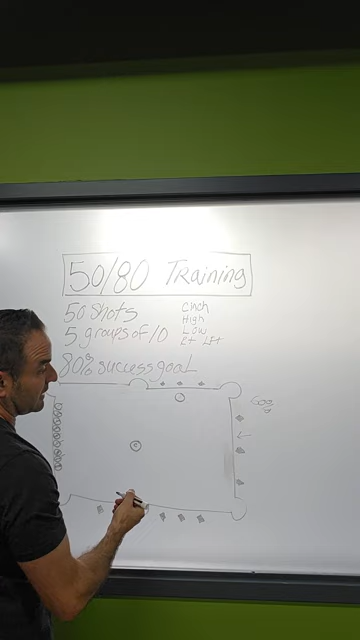 50/80 Training
50 Shots
5 groups of 10
80% success goal
Cinch
High
Low
Rt Lft